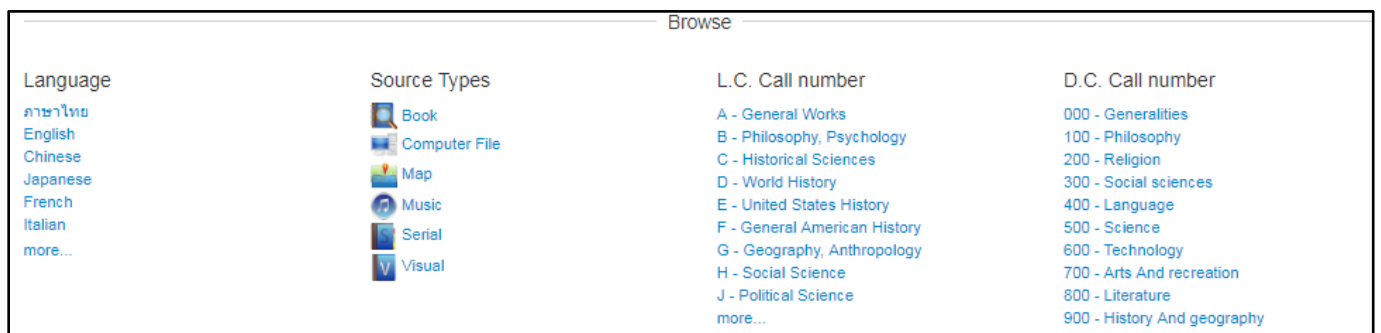 Browse
Language
ภาษาไทย
English
Chinese
Japanese
French
Italian
more...
Source Types
Book
Computer File
Map
Music
Serial
Visual
L.C. Call number
A - General Works
B - Philosophy, Psychology
C - Historical Sciences
D - World History
E - United States History
F - General American History
G - Geography, Anthropology
H - Social Science
J - Political Science
more...
D.C. Call number
000 - Generalities
100 - Philosophy
200 - Religion
300 - Social sciences
400 - Language
500 - Science
600 - Technology
700 - Arts And recreation
800 - Literature
900 - History And geography